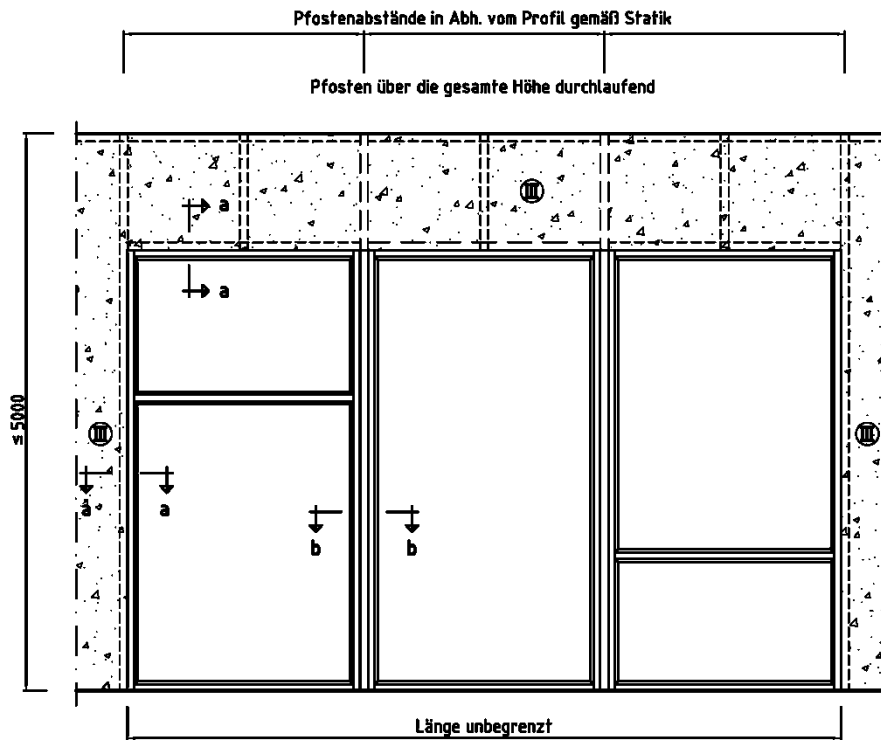 Pfostenabstände in Abh. vom Profil gemäß Statik
Pfosten über die gesamte Höhe durchlaufend
III
a
a
≤ 5000
III
III
a
a
b
b
Länge unbegrenzt